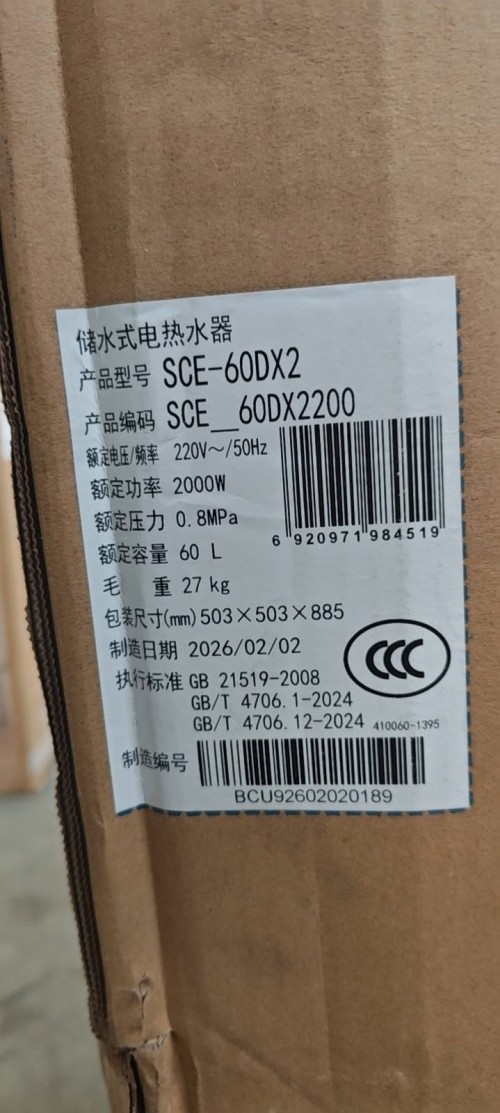 储水式电热水器
产品型号 SCE-60DX2
产品编码 SCE__60DX2200
额定电压/频率 220V～/50Hz
额定功率 2000W
额定压力 0.8MPa
6 920971 984519
额定容量 60 L
毛 重 27 kg
包装尺寸(mm) 503×503×885
制造日期 2026/02/02
CCC
执行标准 GB 21519-2008
GB/T 4706.1-2024
GB/T 4706.12-2024 410060-1395
制造编号
BCU92602020189